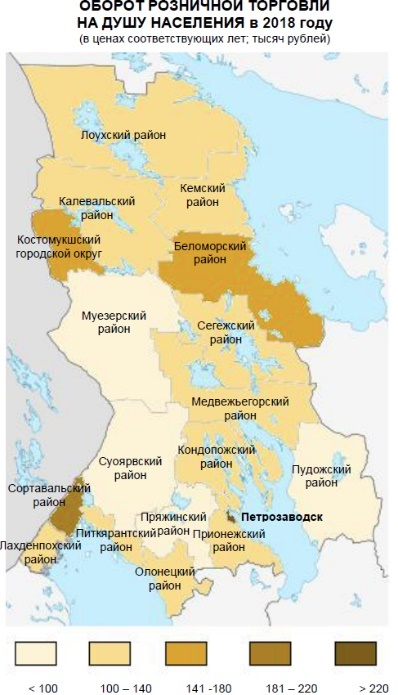 ОБОРОТ РОЗНИЧНОЙ ТОРГОВЛИ
НА ДУШУ НАСЕЛЕНИЯ в 2018 году
(в ценах соответствующих лет; тысяч рублей)
Лоухский район
Калевальский
район
Кемский
район
Костомукшский
городской округ
Беломорский
район
Муезерский
район
Сегежский
район
Медвежьегорский
район
Кондопожский
район
Суоярвский
район
Пудожский
район
Сортавальский
район
Пряжинский
район
Петрозаводск
Питкярантский
район
Прионежский
район
Лахденпохский
район
Олонецкий
район
< 100
100 – 140
141 -180
181 – 220
> 220